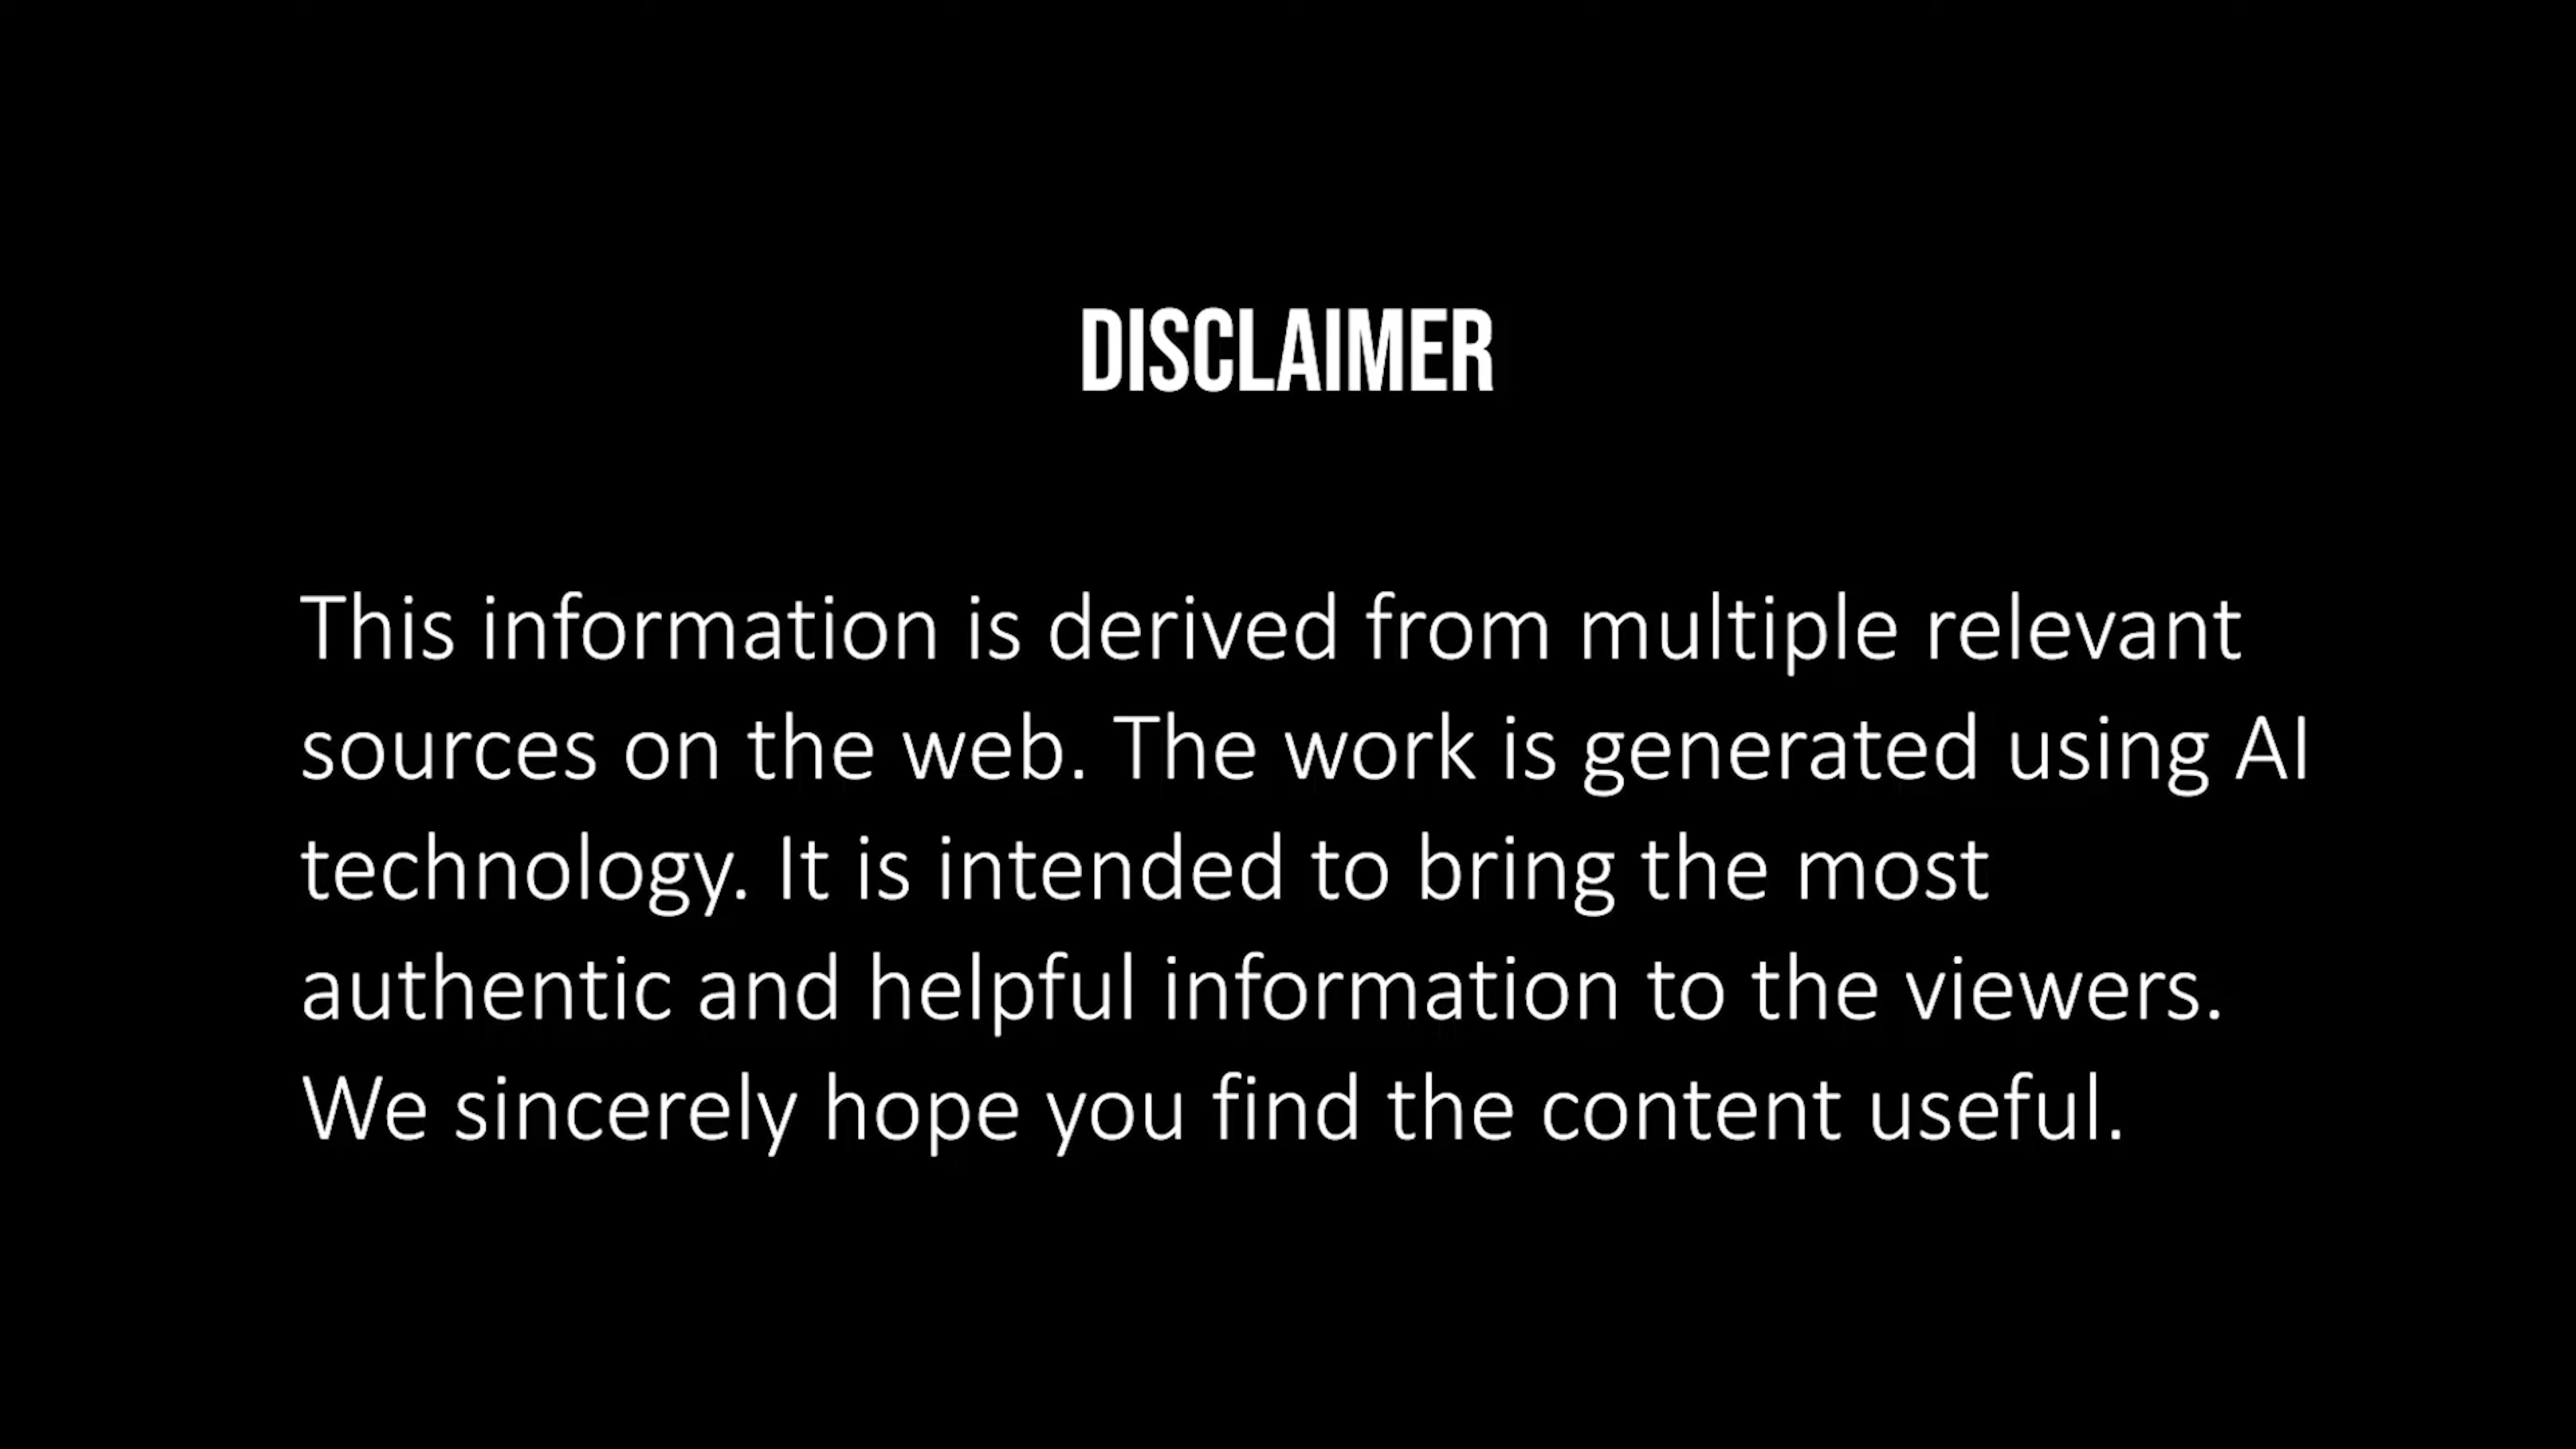 DISCLAIMER
This information is derived from multiple relevant
sources on the web. The work is generated using AI
technology. It is intended to bring the most
authentic and helpful information to the viewers.
We sincerely hope you find the content useful.